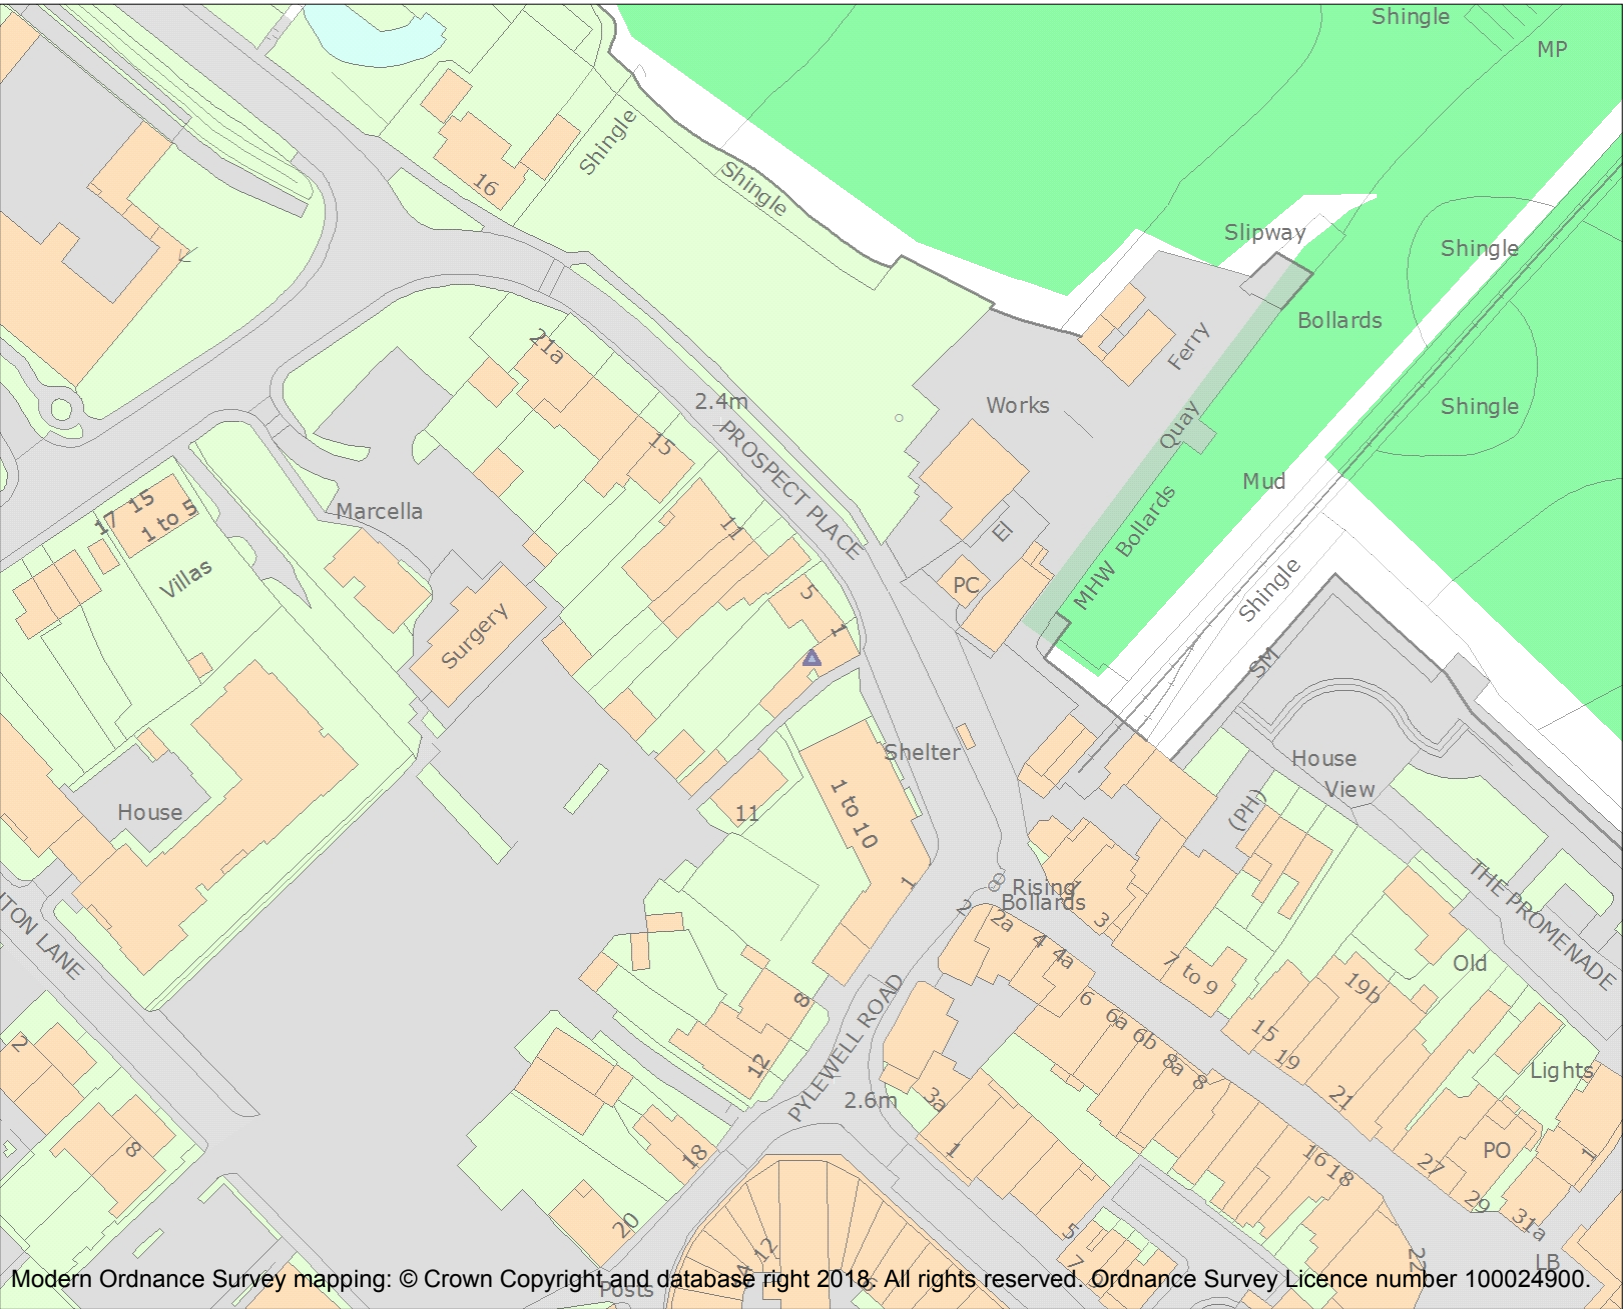 Shingle
MP
Shingle
16
Shingle
Slipway
Shingle
Bollards
Ferry
21a
2.4m
Works
Shingle
Quay
15
PROSPECT PLACE
Mud
17
15
1 to 5
Marcella
11
El
MHW
Bollards
Villas
PC
5
1
Shingle
Surgery
SM
Shelter
House
View
House
11
1 to 10
(PH)
1
Rising
Bollards
2
2a
3
THE PROMENADE
4
4a
7 to 9
Old
19b
TON LANE
8
6
6a
6b
8a
8
15
19
PYLEWELL ROAD
2
12
2.6m
3a
21
Lights
8
18
1
16
18
27
PO
1
29
31a
20
12
5
7
22
LB
Modern Ordnance Survey mapping: © Crown Copyright and database right 2018. All rights reserved. Ordnance Survey Licence number 100024900.
Posts